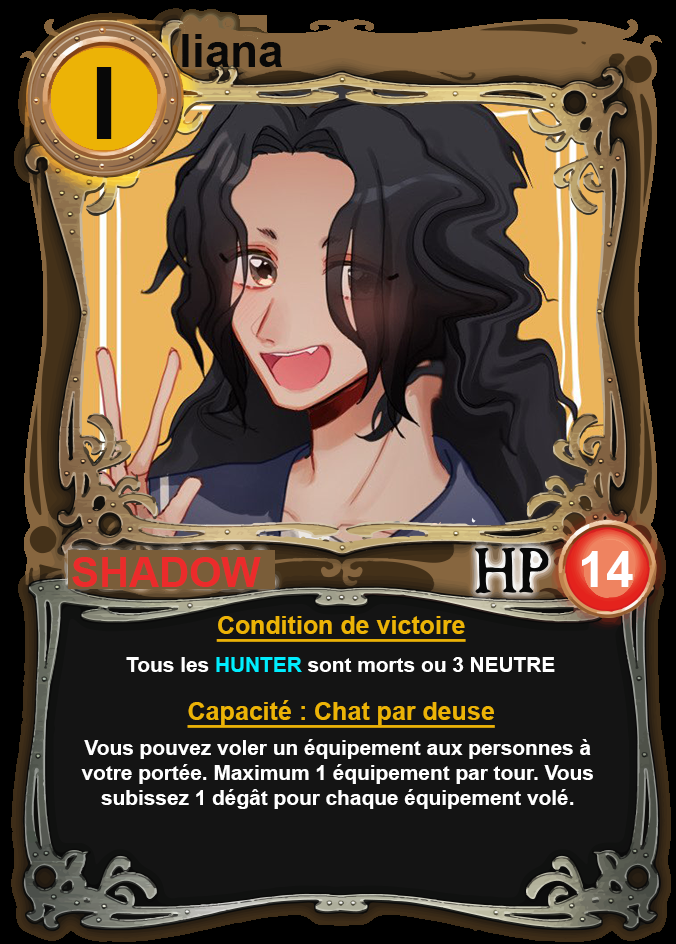 I
liana
SHADOW
HP 14
Condition de victoire
Tous les HUNTER sont morts ou 3 NEUTRE
Capacité : Chat par deuse
Vous pouvez voler un équipement aux personnes à
votre portée. Maximum 1 équipement par tour. Vous
subissez 1 dégât pour chaque équipement volé.